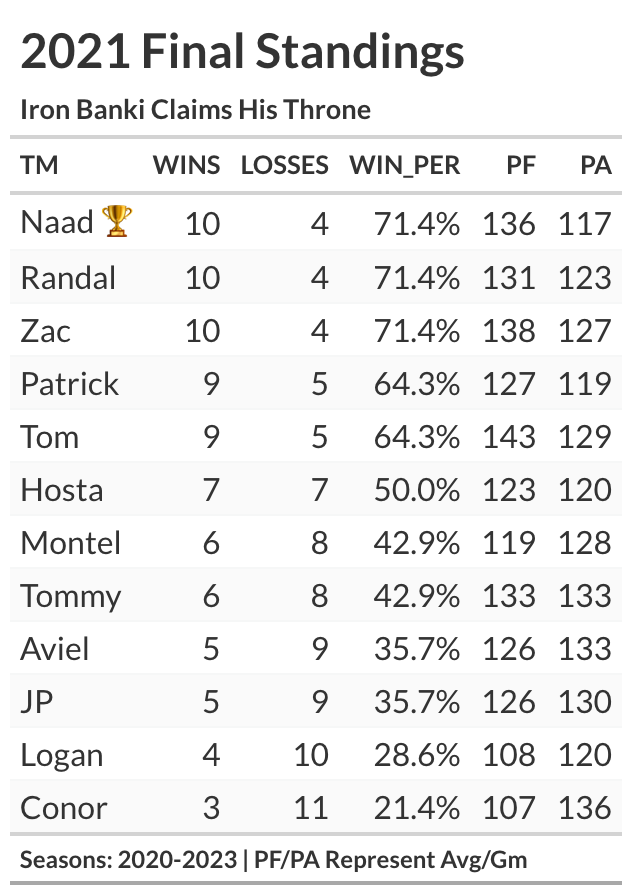 2021 Final Standings
Iron Banki Claims His Throne
TM WINS LOSSES WIN_PER PF PA
Naad 🏆 10 4 71.4% 136 117
Randal 10 4 71.4% 131 123
Zac 10 4 71.4% 138 127
Patrick 9 5 64.3% 127 119
Tom 9 5 64.3% 143 129
Hosta 7 7 50.0% 123 120
Montel 6 8 42.9% 119 128
Tommy 6 8 42.9% 133 133
Aviel 5 9 35.7% 126 133
JP 5 9 35.7% 126 130
Logan 4 10 28.6% 108 120
Conor 3 11 21.4% 107 136
Seasons: 2020-2023 | PF/PA Represent Avg/Gm